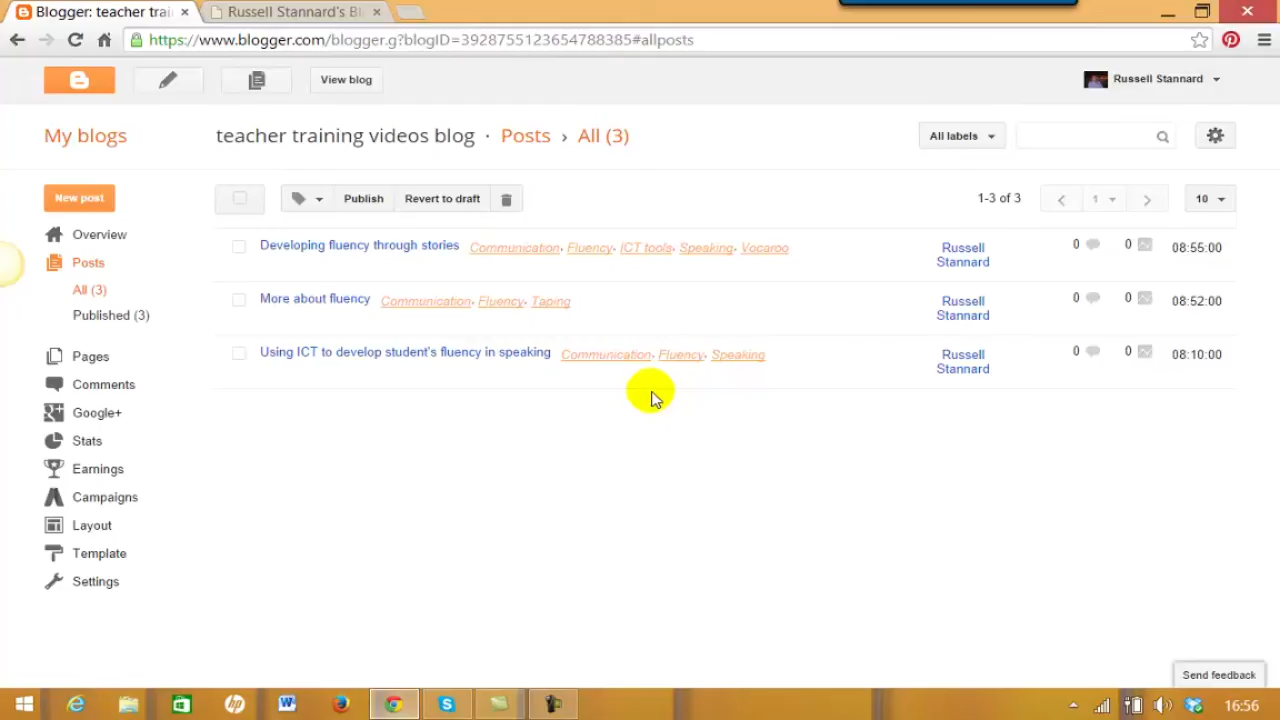 Blogger: teacher trai
Russell Stannard's Bl
https://www.blogger.com/blogger.g?blogID=3928755123654788385#allposts
View blog
Russell Stannard
My blogs
teacher training videos blog · Posts › All (3)
All labels
New post
Publish
Revert to draft
1-3 of 3
1
10
Overview
Posts
All (3)
Published (3)
Pages
Comments
Google+
Stats
Earnings
Campaigns
Layout
Template
Settings
Developing fluency through stories Communication, Fluency, ICT tools, Speaking, Vocaroo
Russell
Stannard
0
0
08:55:00
More about fluency Communication, Fluency, Taping
Russell
Stannard
0
0
08:52:00
Using ICT to develop student's fluency in speaking Communication, Fluency, Speaking
Russell
Stannard
0
0
08:10:00
Send feedback
16:56